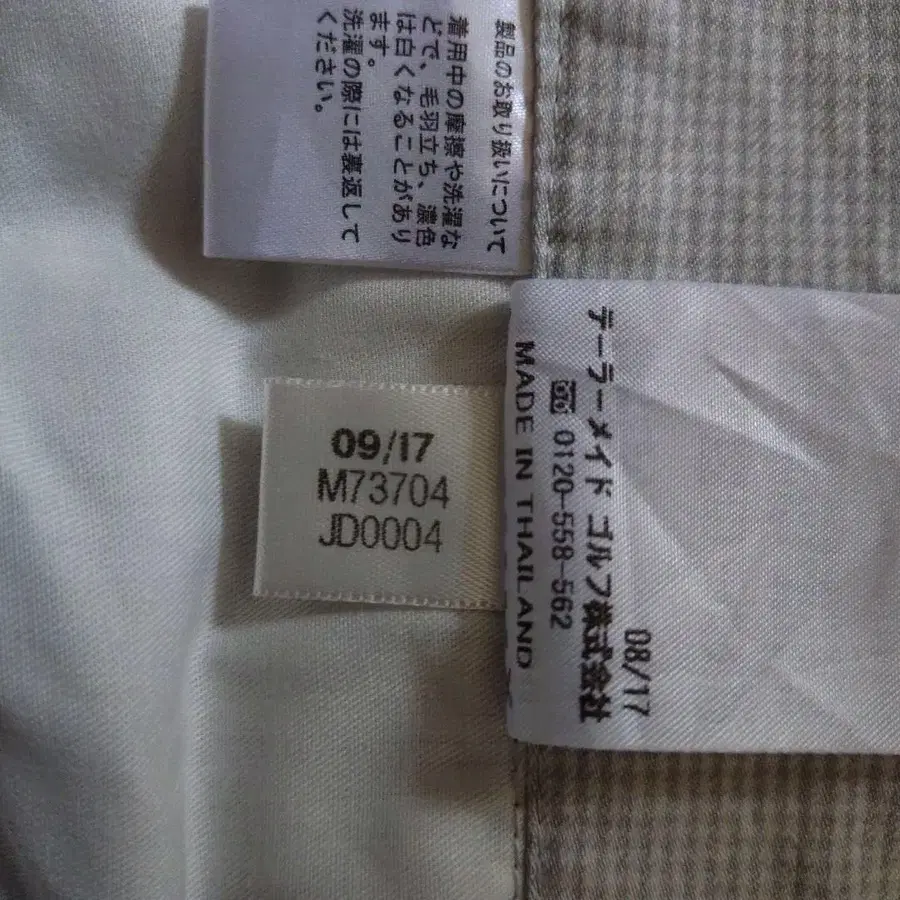 製品のお取り扱いについて
着用中の摩擦や洗濯な
どで、毛羽立ち、濃色
は白くなることがあり
ます。
洗濯の際には裏返して
ください。
09/17
M73704
JD0004
08/17
テーラーメイド ゴルフ株式会社
0120-558-562
MADE IN THAILAND